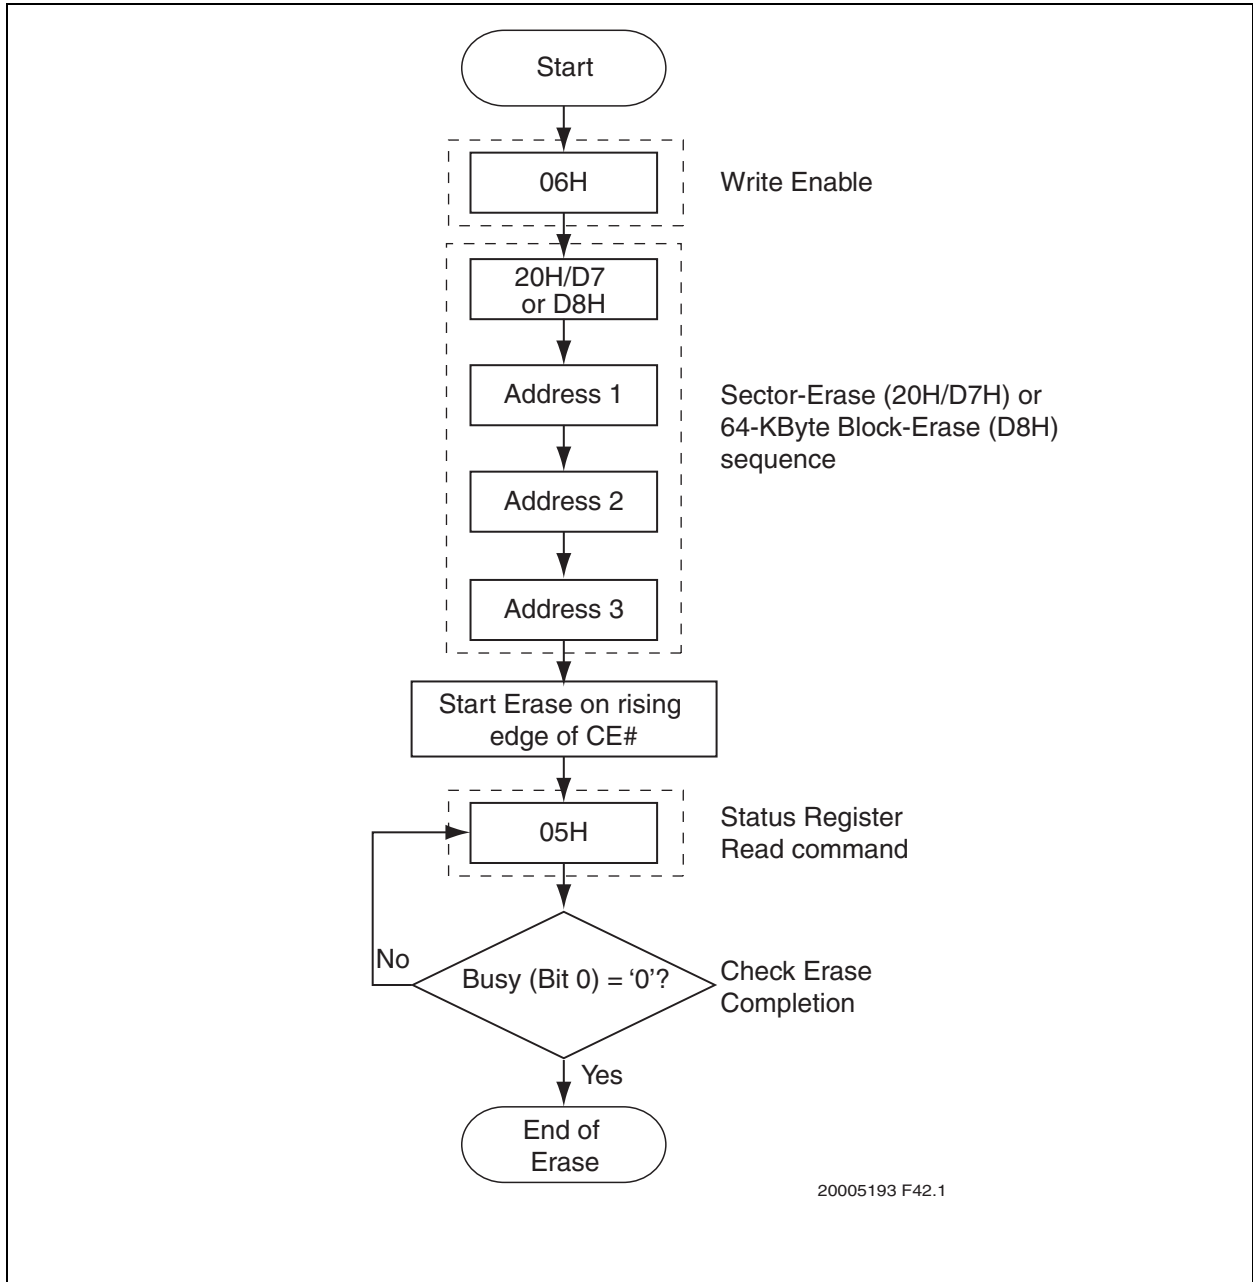 Start
06H
Write Enable
20H/D7
or D8H
Address 1
Sector-Erase (20H/D7H) or
64-KByte Block-Erase (D8H)
sequence
Address 2
Address 3
Start Erase on rising
edge of CE#
05H
Status Register
Read command
No
Busy (Bit 0) = ‘0’?
Check Erase
Completion
Yes
End of
Erase
20005193 F42.1